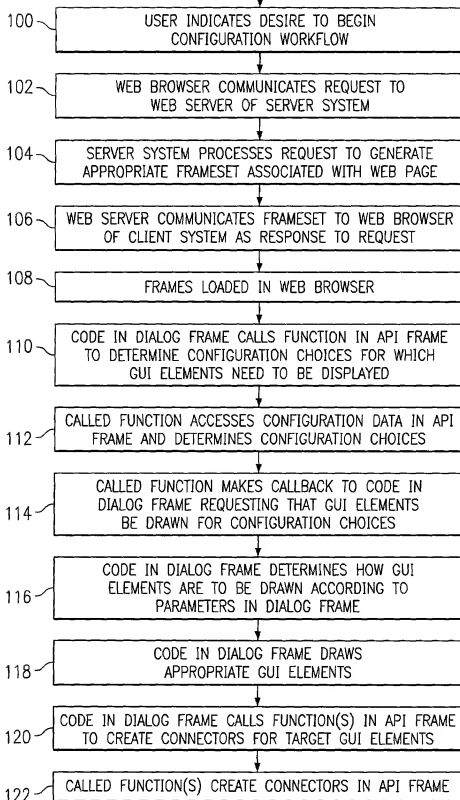 100
USER INDICATES DESIRE TO BEGIN
CONFIGURATION WORKFLOW
102
WEB BROWSER COMMUNICATES REQUEST TO
WEB SERVER OF SERVER SYSTEM
104
SERVER SYSTEM PROCESSES REQUEST TO GENERATE
APPROPRIATE FRAMESET ASSOCIATED WITH WEB PAGE
106
WEB SERVER COMMUNICATES FRAMESET TO WEB BROWSER
OF CLIENT SYSTEM AS RESPONSE TO REQUEST
108
FRAMES LOADED IN WEB BROWSER
110
CODE IN DIALOG FRAME CALLS FUNCTION IN API FRAME
TO DETERMINE CONFIGURATION CHOICES FOR WHICH
GUI ELEMENTS NEED TO BE DISPLAYED
112
CALLED FUNCTION ACCESSES CONFIGURATION DATA IN API
FRAME AND DETERMINES CONFIGURATION CHOICES
114
CALLED FUNCTION MAKES CALLBACK TO CODE IN
DIALOG FRAME REQUESTING THAT GUI ELEMENTS
BE DRAWN FOR CONFIGURATION CHOICES
116
CODE IN DIALOG FRAME DETERMINES HOW GUI
ELEMENTS ARE TO BE DRAWN ACCORDING TO
PARAMETERS IN DIALOG FRAME
118
CODE IN DIALOG FRAME DRAWS
APPROPRIATE GUI ELEMENTS
120
CODE IN DIALOG FRAME CALLS FUNCTION(S) IN API FRAME
TO CREATE CONNECTORS FOR TARGET GUI ELEMENTS
122
CALLED FUNCTION(S) CREATE CONNECTORS IN API FRAME